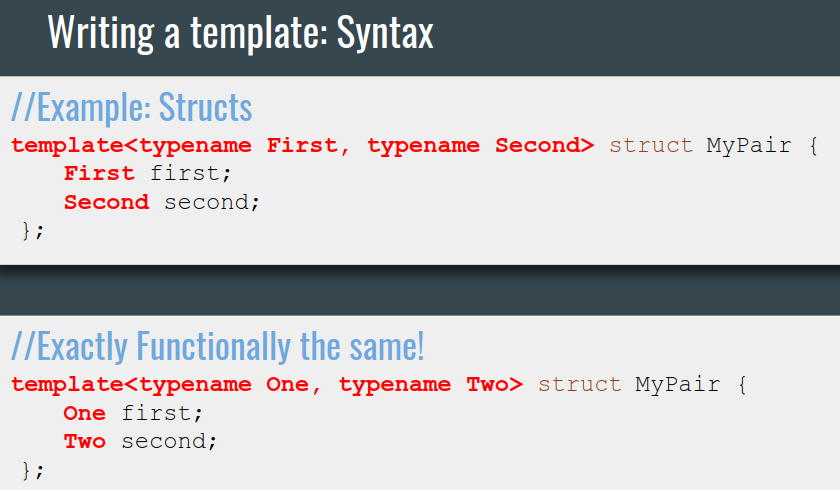 Writing a template: Syntax
//Example: Structs
template<typename First, typename Second> struct MyPair {
First first;
Second second;
};
//Exactly Functionally the same!
template<typename One, typename Two> struct MyPair {
One first;
Two second;
};